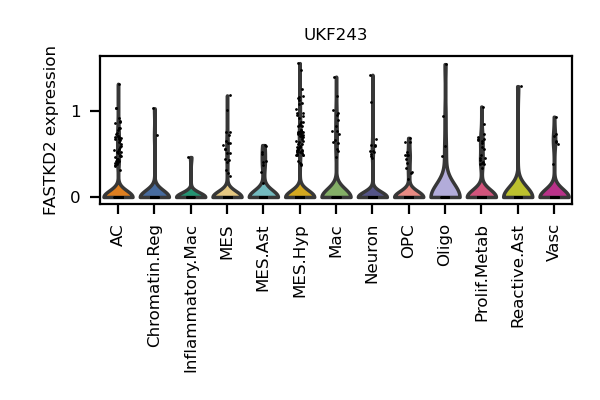 UKF243
FASTKD2 expression
1
0
AC
Chromatin.Reg
Inflammatory.Mac
MES
MES.Ast
MES.Hyp
Mac
Neuron
OPC
Oligo
Prolif.Metab
Reactive.Ast
Vasc